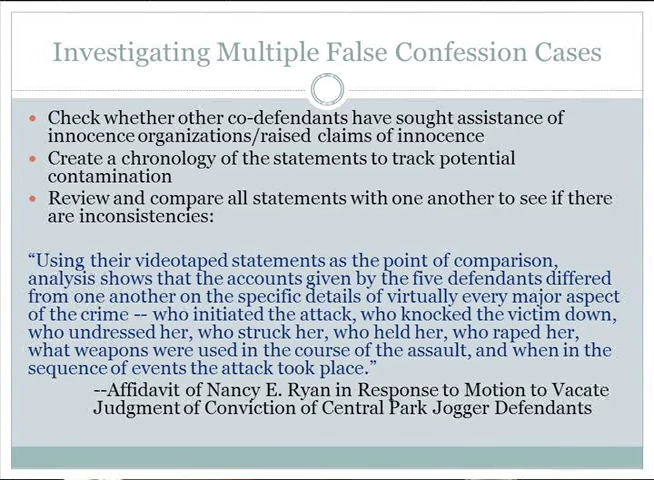 Investigating Multiple False Confession Cases
• Check whether other co-defendants have sought assistance of
innocence organizations/raised claims of innocence
• Create a chronology of the statements to track potential
contamination
• Review and compare all statements with one another to see if there
are inconsistencies:
“Using their videotaped statements as the point of comparison,
analysis shows that the accounts given by the five defendants differed
from one another on the specific details of virtually every major aspect
of the crime -- who initiated the attack, who knocked the victim down,
who undressed her, who struck her, who held her, who raped her,
what weapons were used in the course of the assault, and when in the
sequence of events the attack took place.”
--Affidavit of Nancy E. Ryan in Response to Motion to Vacate
Judgment of Conviction of Central Park Jogger Defendants